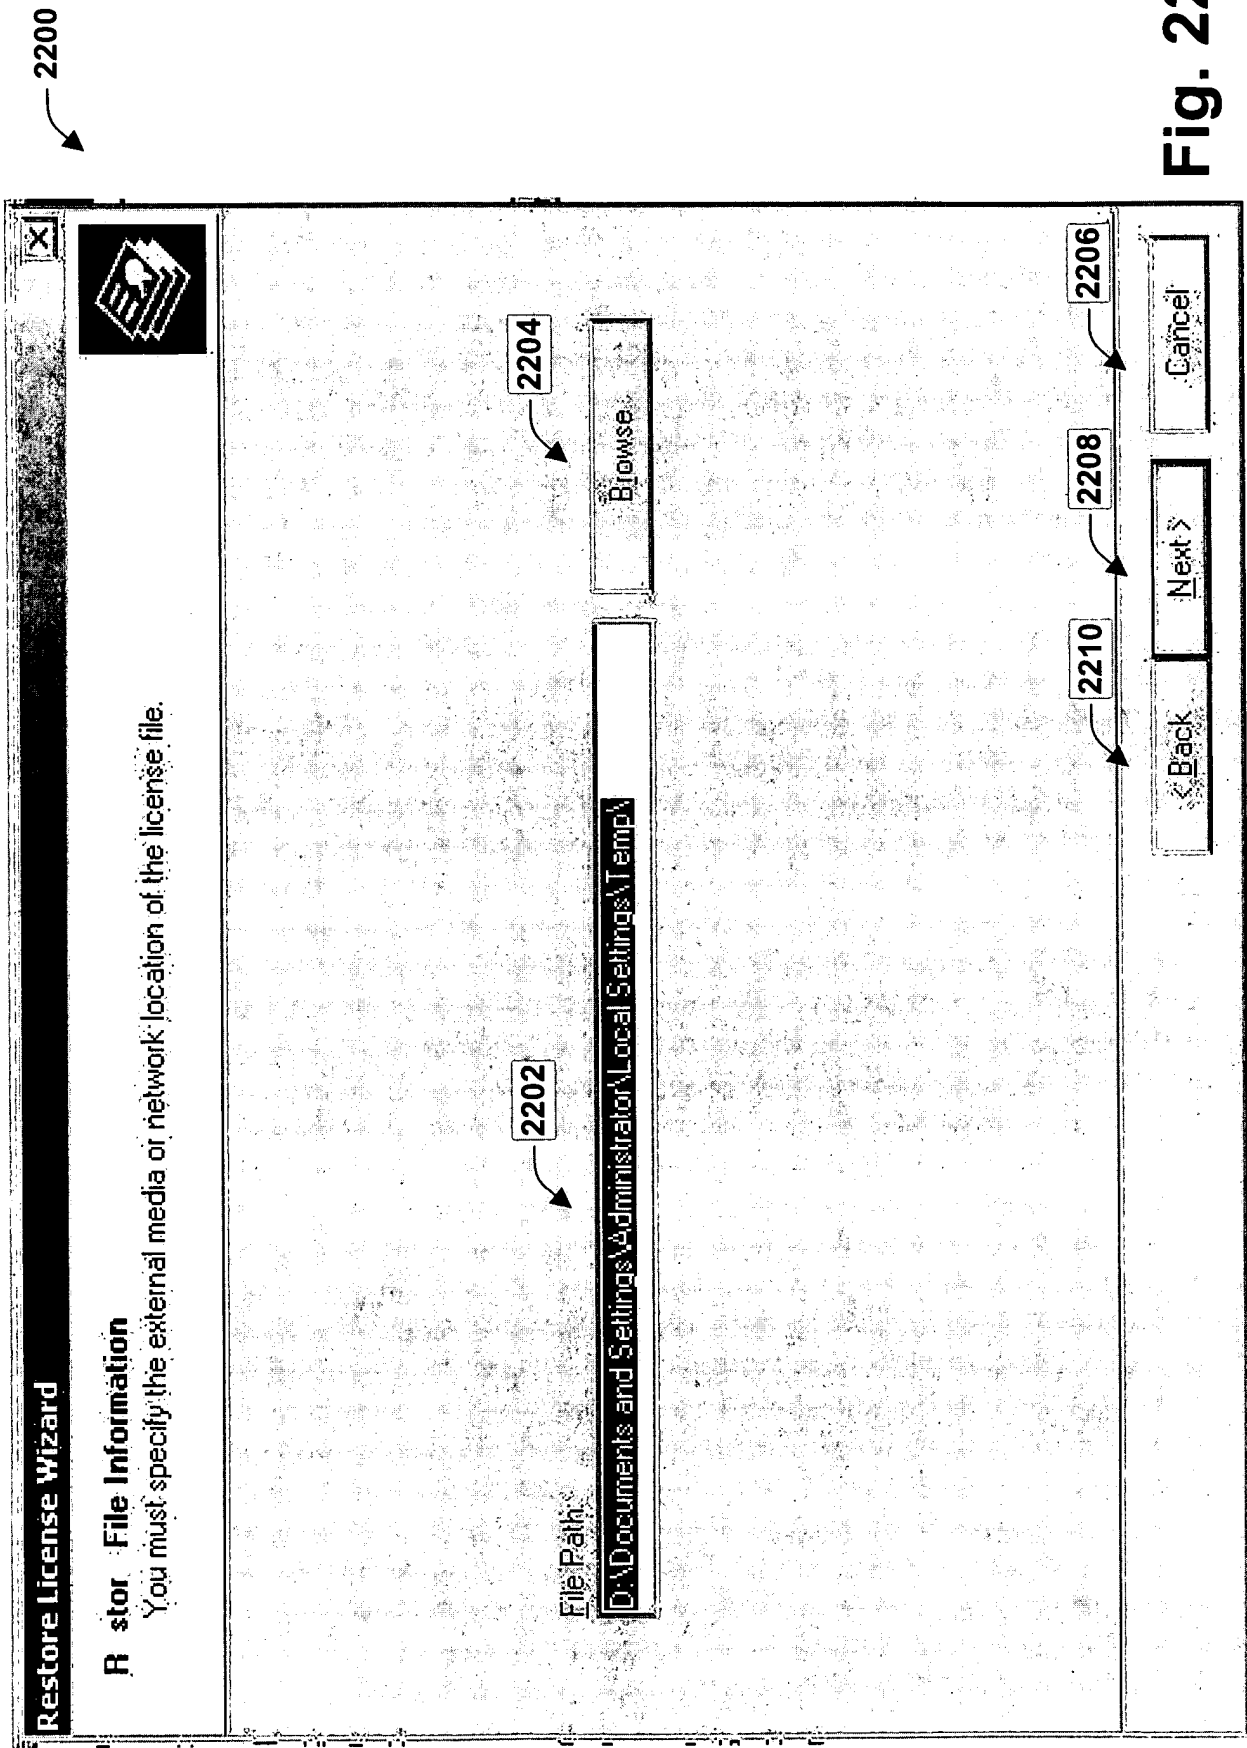 2200
Restore License Wizard
R stor File Information
You must specify the external media or network location of the license file.
2202
2204
File Path:
D:\Documents and Settings\Administrator\Local Settings\Temp\
Browse...
2210
2208
2206
< Back
Next >
Cancel
Fig. 22